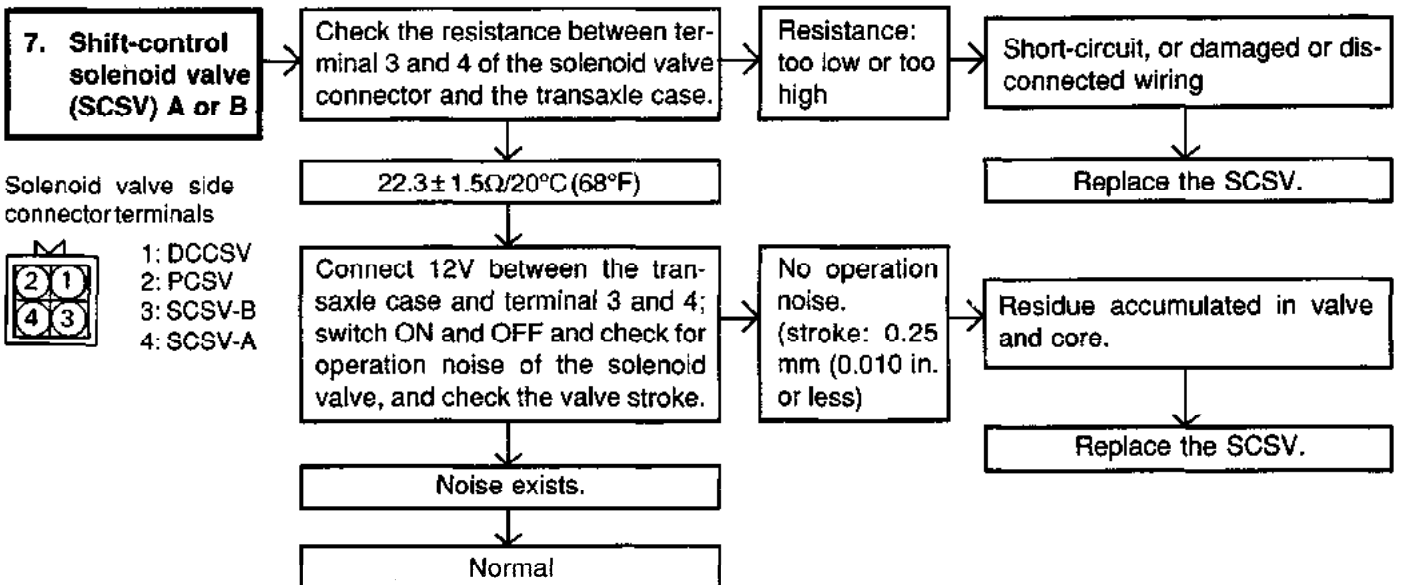 7. Shift-control
solenoid valve
(SCSV) A or B
Check the resistance between ter-
minal 3 and 4 of the solenoid valve
connector and the transaxle case.
Resistance:
too low or too
high
Short-circuit, or damaged or dis-
connected wiring
Replace the SCSV.
22.3±1.5Ω/20°C (68°F)
Solenoid valve side
connector terminals
2 1
4 3
1: DCCSV
2: PCSV
3: SCSV-B
4: SCSV-A
Connect 12V between the tran-
saxle case and terminal 3 and 4;
switch ON and OFF and check for
operation noise of the solenoid
valve, and check the valve stroke.
No operation
noise.
(stroke: 0.25
mm (0.010 in.
or less)
Residue accumulated in valve
and core.
Replace the SCSV.
Noise exists.
Normal